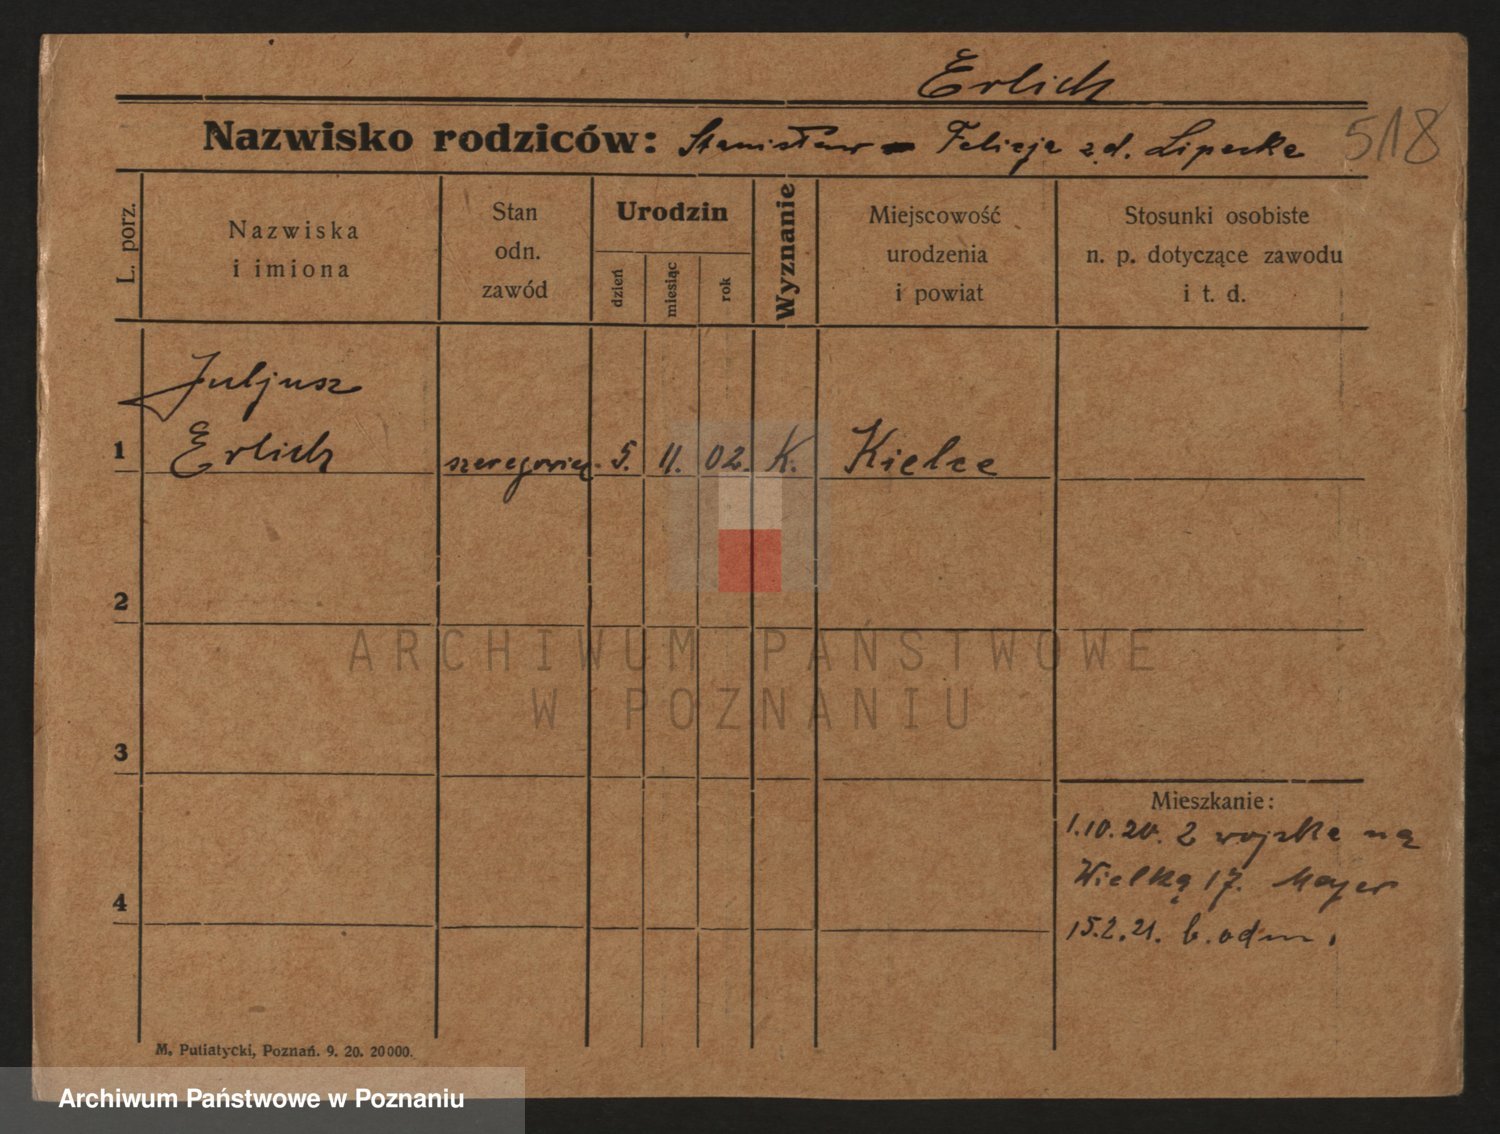 Erlich
Nazwisko rodziców: Stanisław - Felicja z d. Lipecka 518
L. porz.
Nazwiska
i imiona
Stan
odn.
zawód
Urodzin
dzień
miesiąc
rok
Wyznanie
Miejscowość
urodzenia
i powiat
Stosunki osobiste
n. p. dotyczące zawodu
i t. d.
Juljusz
1 Erlich szeregowiec. 5. 11. 02. K. Kielce
2
ARCHIWUM PAŃSTWOWE
W POZNANIU
3
Mieszkanie:
1.10.20. z wojska na
Wielką 17. Mayer
4
15.2.21. b. odm.
M. Putiatycki, Poznań. 9. 20. 20000.
Archiwum Państwowe w Poznaniu